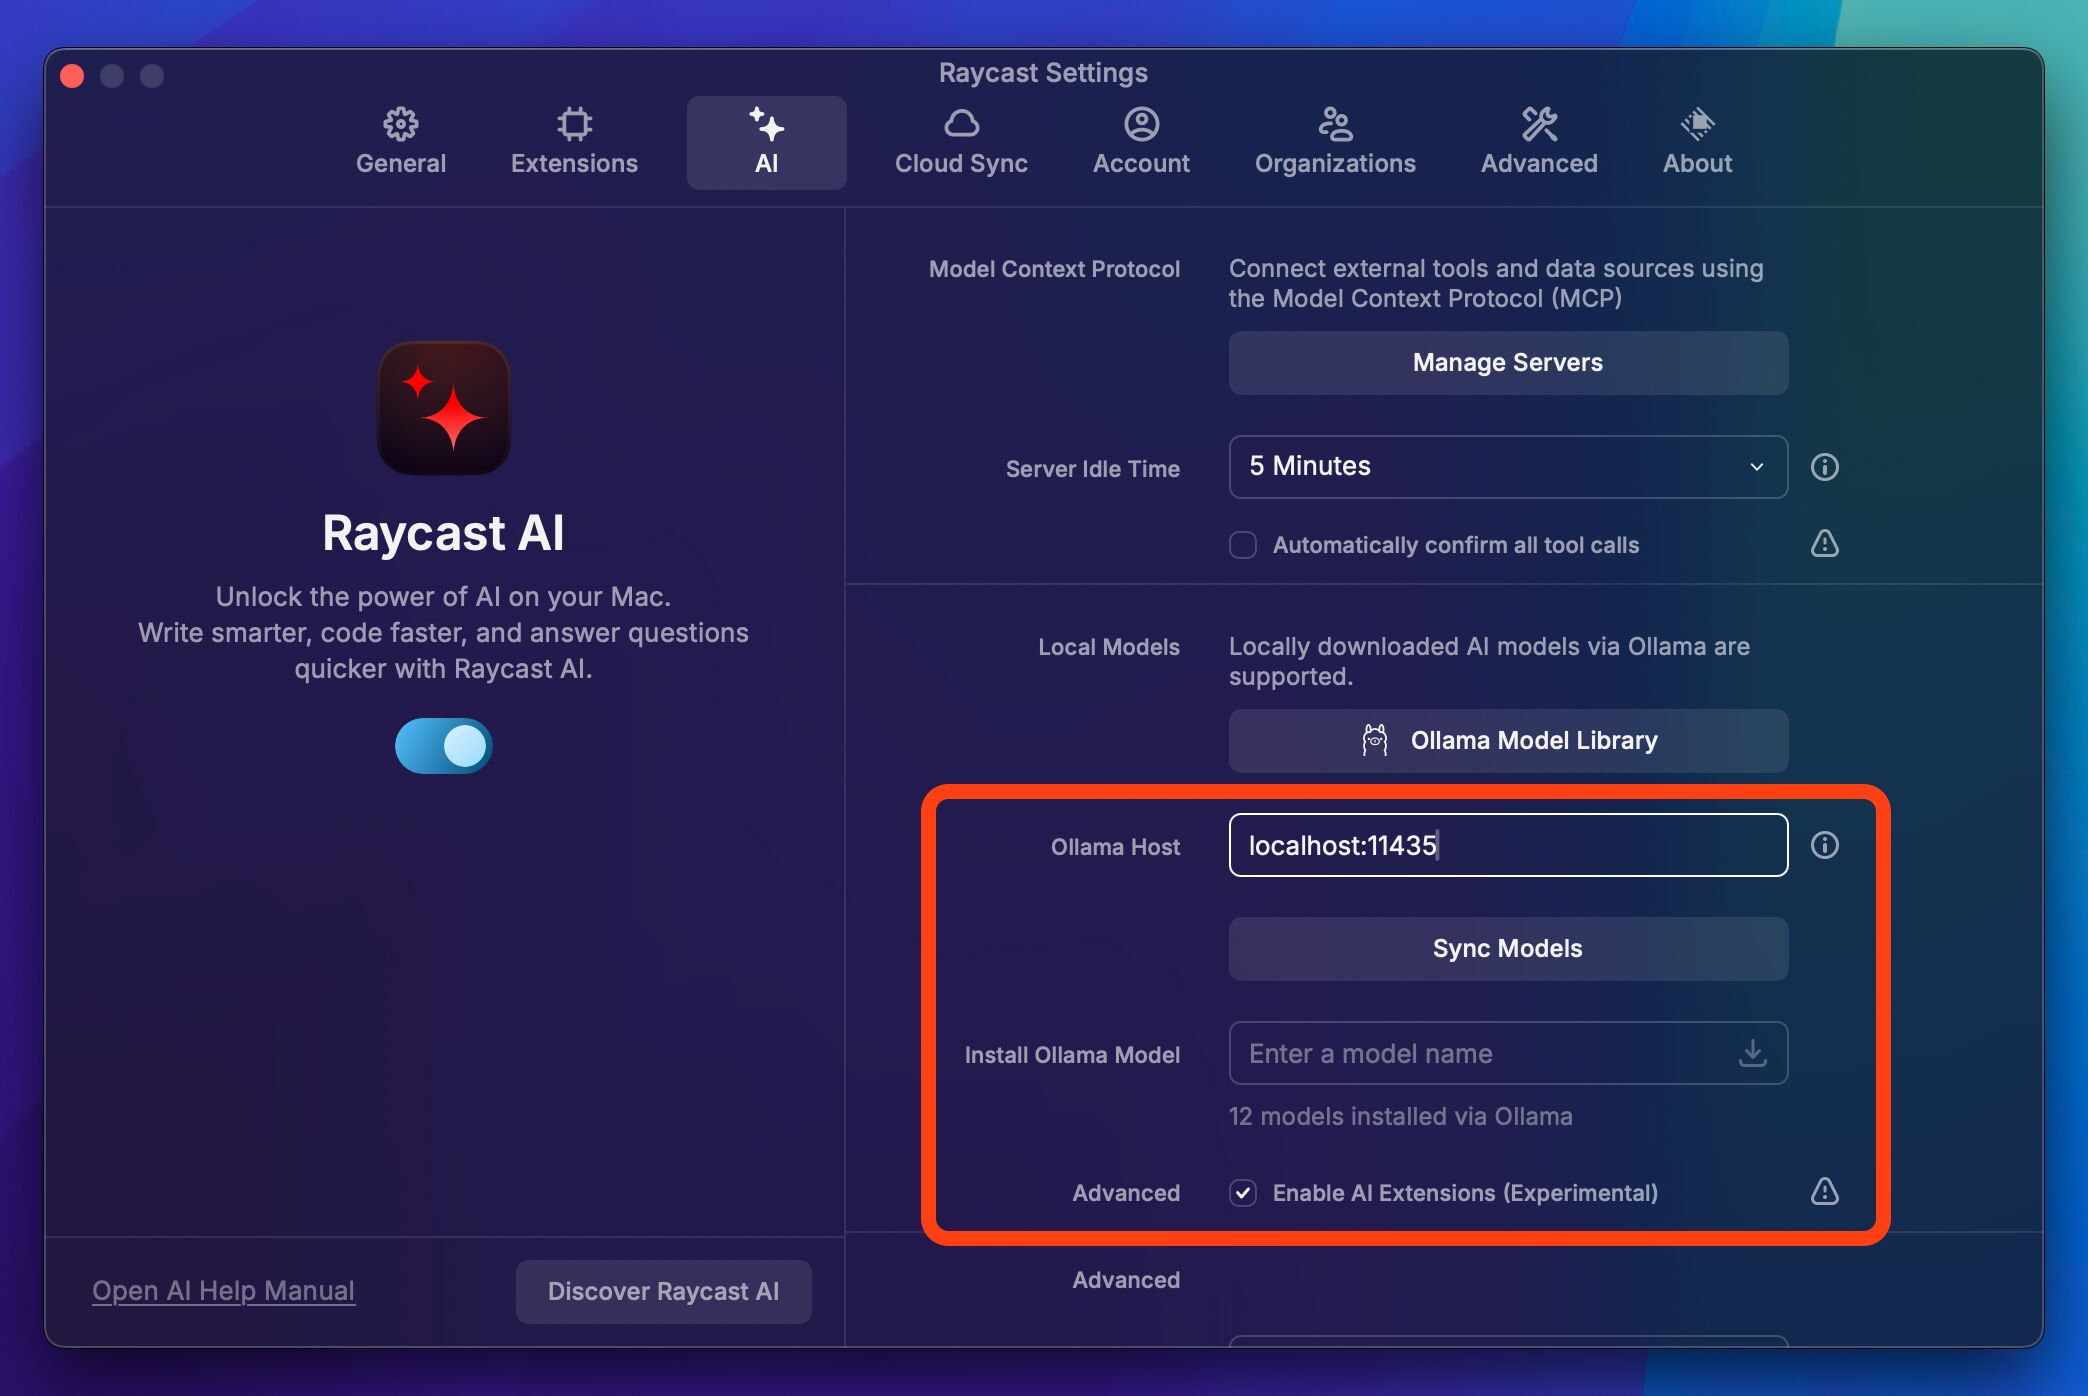 Raycast Settings
General
Extensions
AI
Cloud Sync
Account
Organizations
Advanced
About
Raycast AI
Unlock the power of AI on your Mac.
Write smarter, code faster, and answer questions
quicker with Raycast AI.
Open AI Help Manual
Discover Raycast AI
Model Context Protocol
Connect external tools and data sources using
the Model Context Protocol (MCP)
Manage Servers
Server Idle Time
5 Minutes
Automatically confirm all tool calls
Local Models
Locally downloaded AI models via Ollama are
supported.
Ollama Model Library
Ollama Host
localhost:11435
Sync Models
Install Ollama Model
Enter a model name
12 models installed via Ollama
Advanced
Enable AI Extensions (Experimental)
Advanced